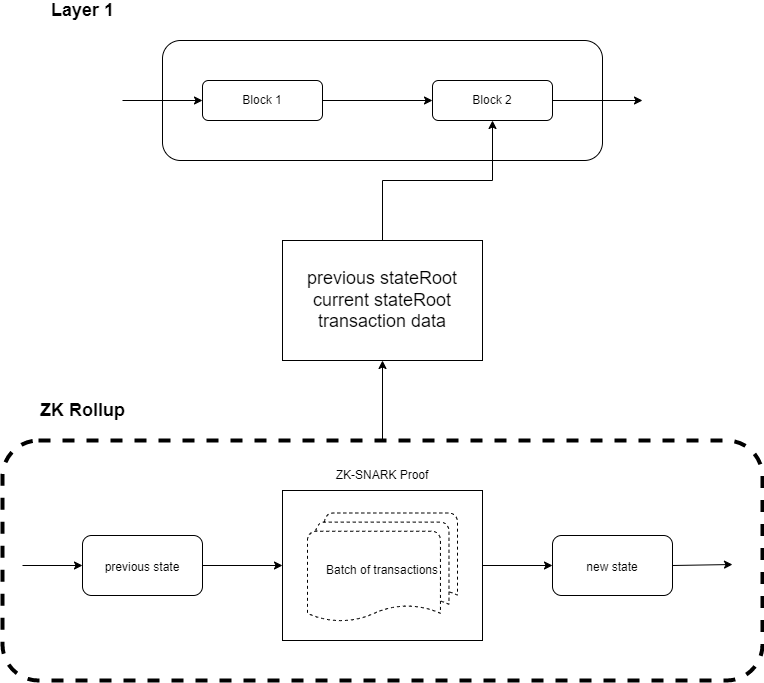 Layer 1
Block 1
Block 2
previous stateRoot
current stateRoot
transaction data
ZK Rollup
ZK-SNARK Proof
previous state
Batch of transactions
new state